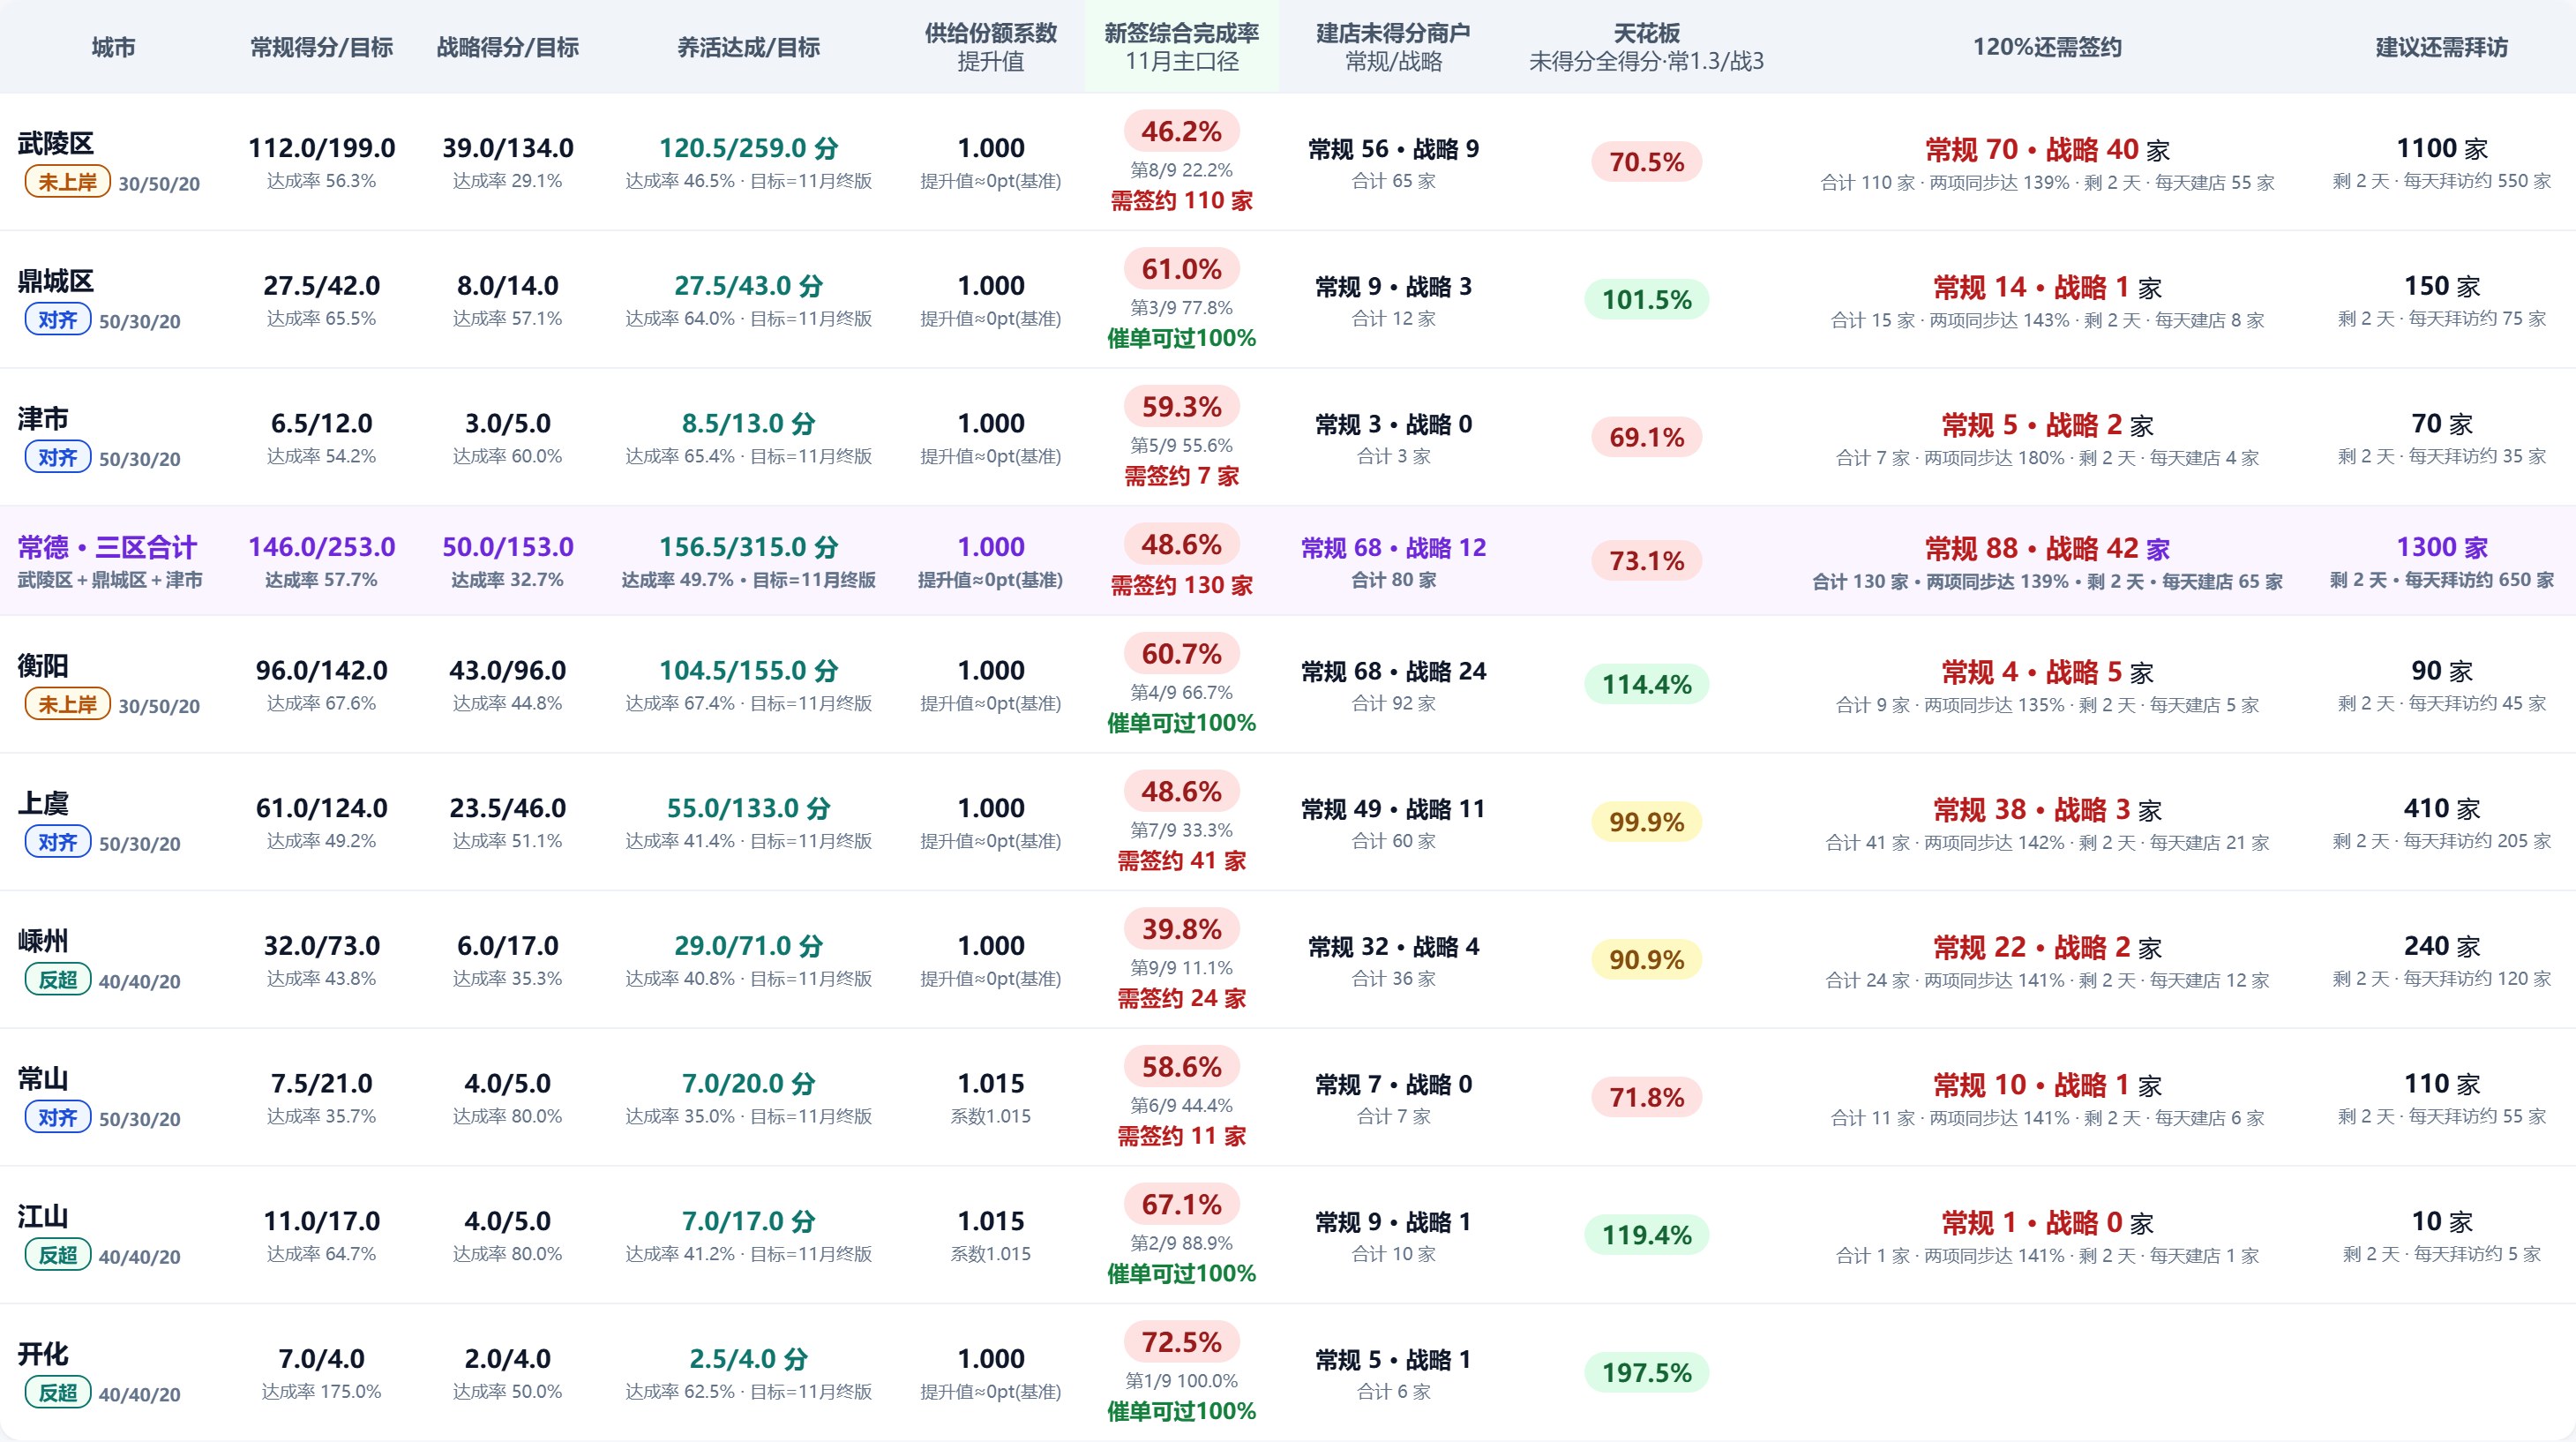 城市
常规得分/目标
战略得分/目标
养活达成/目标
供给份额系数
提升值
新签综合完成率
11月主口径
建店未得分商户
常规/战略
天花板
未得分全得分·常1.3/战3
120%还需签约
建议还需拜访
武陵区
未上岸 30/50/20
112.0/199.0
达成率 56.3%
39.0/134.0
达成率 29.1%
120.5/259.0 分
达成率 46.5% · 目标=11月终版
1.000
提升值≈0pt(基准)
46.2%
第8/9 22.2%
需签约 110 家
常规 56 • 战略 9
合计 65 家
70.5%
常规 70 • 战略 40 家
合计 110 家 · 两项同步达 139% · 剩 2 天 · 每天建店 55 家
1100 家
剩 2 天 · 每天拜访约 550 家
鼎城区
对齐 50/30/20
27.5/42.0
达成率 65.5%
8.0/14.0
达成率 57.1%
27.5/43.0 分
达成率 64.0% · 目标=11月终版
1.000
提升值≈0pt(基准)
61.0%
第3/9 77.8%
催单可过100%
常规 9 • 战略 3
合计 12 家
101.5%
常规 14 • 战略 1 家
合计 15 家 · 两项同步达 143% · 剩 2 天 · 每天建店 8 家
150 家
剩 2 天 · 每天拜访约 75 家
津市
对齐 50/30/20
6.5/12.0
达成率 54.2%
3.0/5.0
达成率 60.0%
8.5/13.0 分
达成率 65.4% · 目标=11月终版
1.000
提升值≈0pt(基准)
59.3%
第5/9 55.6%
需签约 7 家
常规 3 • 战略 0
合计 3 家
69.1%
常规 5 • 战略 2 家
合计 7 家 · 两项同步达 180% · 剩 2 天 · 每天建店 4 家
70 家
剩 2 天 · 每天拜访约 35 家
常德 • 三区合计
武陵区+鼎城区+津市
146.0/253.0
达成率 57.7%
50.0/153.0
达成率 32.7%
156.5/315.0 分
达成率 49.7% • 目标=11月终版
1.000
提升值≈0pt(基准)
48.6%
需签约 130 家
常规 68 • 战略 12
合计 80 家
73.1%
常规 88 • 战略 42 家
合计 130 家 • 两项同步达 139% • 剩 2 天 • 每天建店 65 家
1300 家
剩 2 天 • 每天拜访约 650 家
衡阳
未上岸 30/50/20
96.0/142.0
达成率 67.6%
43.0/96.0
达成率 44.8%
104.5/155.0 分
达成率 67.4% · 目标=11月终版
1.000
提升值≈0pt(基准)
60.7%
第4/9 66.7%
催单可过100%
常规 68 • 战略 24
合计 92 家
114.4%
常规 4 • 战略 5 家
合计 9 家 · 两项同步达 135% · 剩 2 天 · 每天建店 5 家
90 家
剩 2 天 · 每天拜访约 45 家
上虞
对齐 50/30/20
61.0/124.0
达成率 49.2%
23.5/46.0
达成率 51.1%
55.0/133.0 分
达成率 41.4% · 目标=11月终版
1.000
提升值≈0pt(基准)
48.6%
第7/9 33.3%
需签约 41 家
常规 49 • 战略 11
合计 60 家
99.9%
常规 38 • 战略 3 家
合计 41 家 · 两项同步达 142% · 剩 2 天 · 每天建店 21 家
410 家
剩 2 天 · 每天拜访约 205 家
嵊州
反超 40/40/20
32.0/73.0
达成率 43.8%
6.0/17.0
达成率 35.3%
29.0/71.0 分
达成率 40.8% · 目标=11月终版
1.000
提升值≈0pt(基准)
39.8%
第9/9 11.1%
需签约 24 家
常规 32 • 战略 4
合计 36 家
90.9%
常规 22 • 战略 2 家
合计 24 家 · 两项同步达 141% · 剩 2 天 · 每天建店 12 家
240 家
剩 2 天 · 每天拜访约 120 家
常山
对齐 50/30/20
7.5/21.0
达成率 35.7%
4.0/5.0
达成率 80.0%
7.0/20.0 分
达成率 35.0% · 目标=11月终版
1.015
系数1.015
58.6%
第6/9 44.4%
需签约 11 家
常规 7 • 战略 0
合计 7 家
71.8%
常规 10 • 战略 1 家
合计 11 家 · 两项同步达 141% · 剩 2 天 · 每天建店 6 家
110 家
剩 2 天 · 每天拜访约 55 家
江山
反超 40/40/20
11.0/17.0
达成率 64.7%
4.0/5.0
达成率 80.0%
7.0/17.0 分
达成率 41.2% · 目标=11月终版
1.015
系数1.015
67.1%
第2/9 88.9%
催单可过100%
常规 9 • 战略 1
合计 10 家
119.4%
常规 1 • 战略 0 家
合计 1 家 · 两项同步达 141% · 剩 2 天 · 每天建店 1 家
10 家
剩 2 天 · 每天拜访约 5 家
开化
反超 40/40/20
7.0/4.0
达成率 175.0%
2.0/4.0
达成率 50.0%
2.5/4.0 分
达成率 62.5% · 目标=11月终版
1.000
提升值≈0pt(基准)
72.5%
第1/9 100.0%
催单可过100%
常规 5 • 战略 1
合计 6 家
197.5%